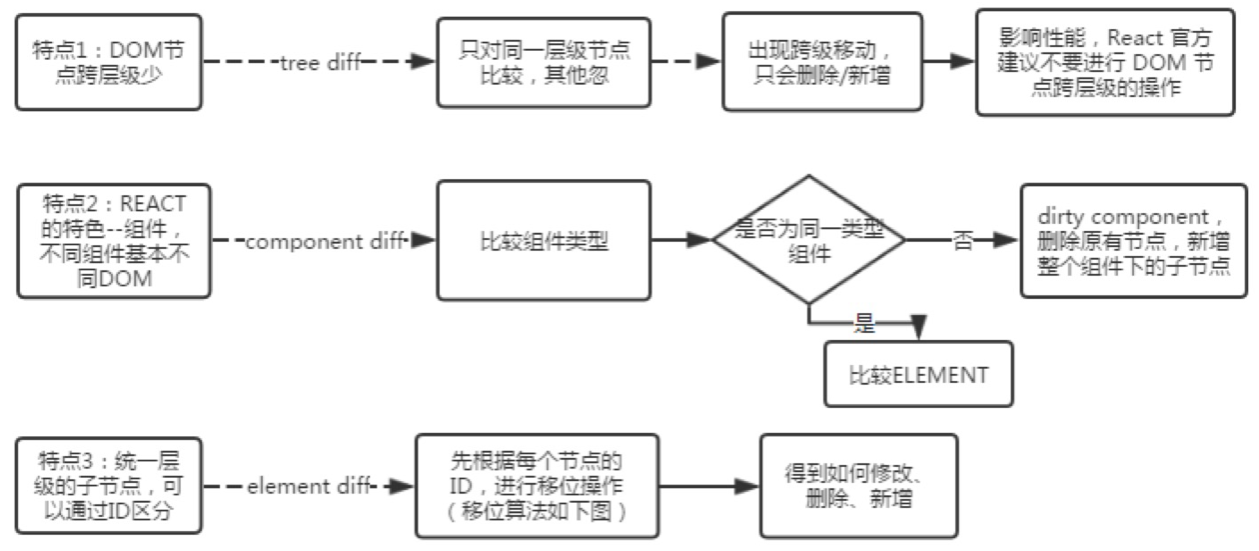 特点1：DOM节
点跨层级少
tree diff
只对同一层级节点
比较，其他忽
出现跨级移动，
只会删除/新增
影响性能，React 官方
建议不要进行 DOM 节
点跨层级的操作
特点2：REACT
的特色--组件，
不同组件基本不
同DOM
component diff
比较组件类型
是否为同一类型
组件
否
dirty component，
删除原有节点，新增
整个组件下的子节点
是
比较ELEMENT
特点3：统一层
级的子节点，可
以通过ID区分
element diff
先根据每个节点的
ID，进行移位操作
（移位算法如下图）
得到如何修改、
删除、新增